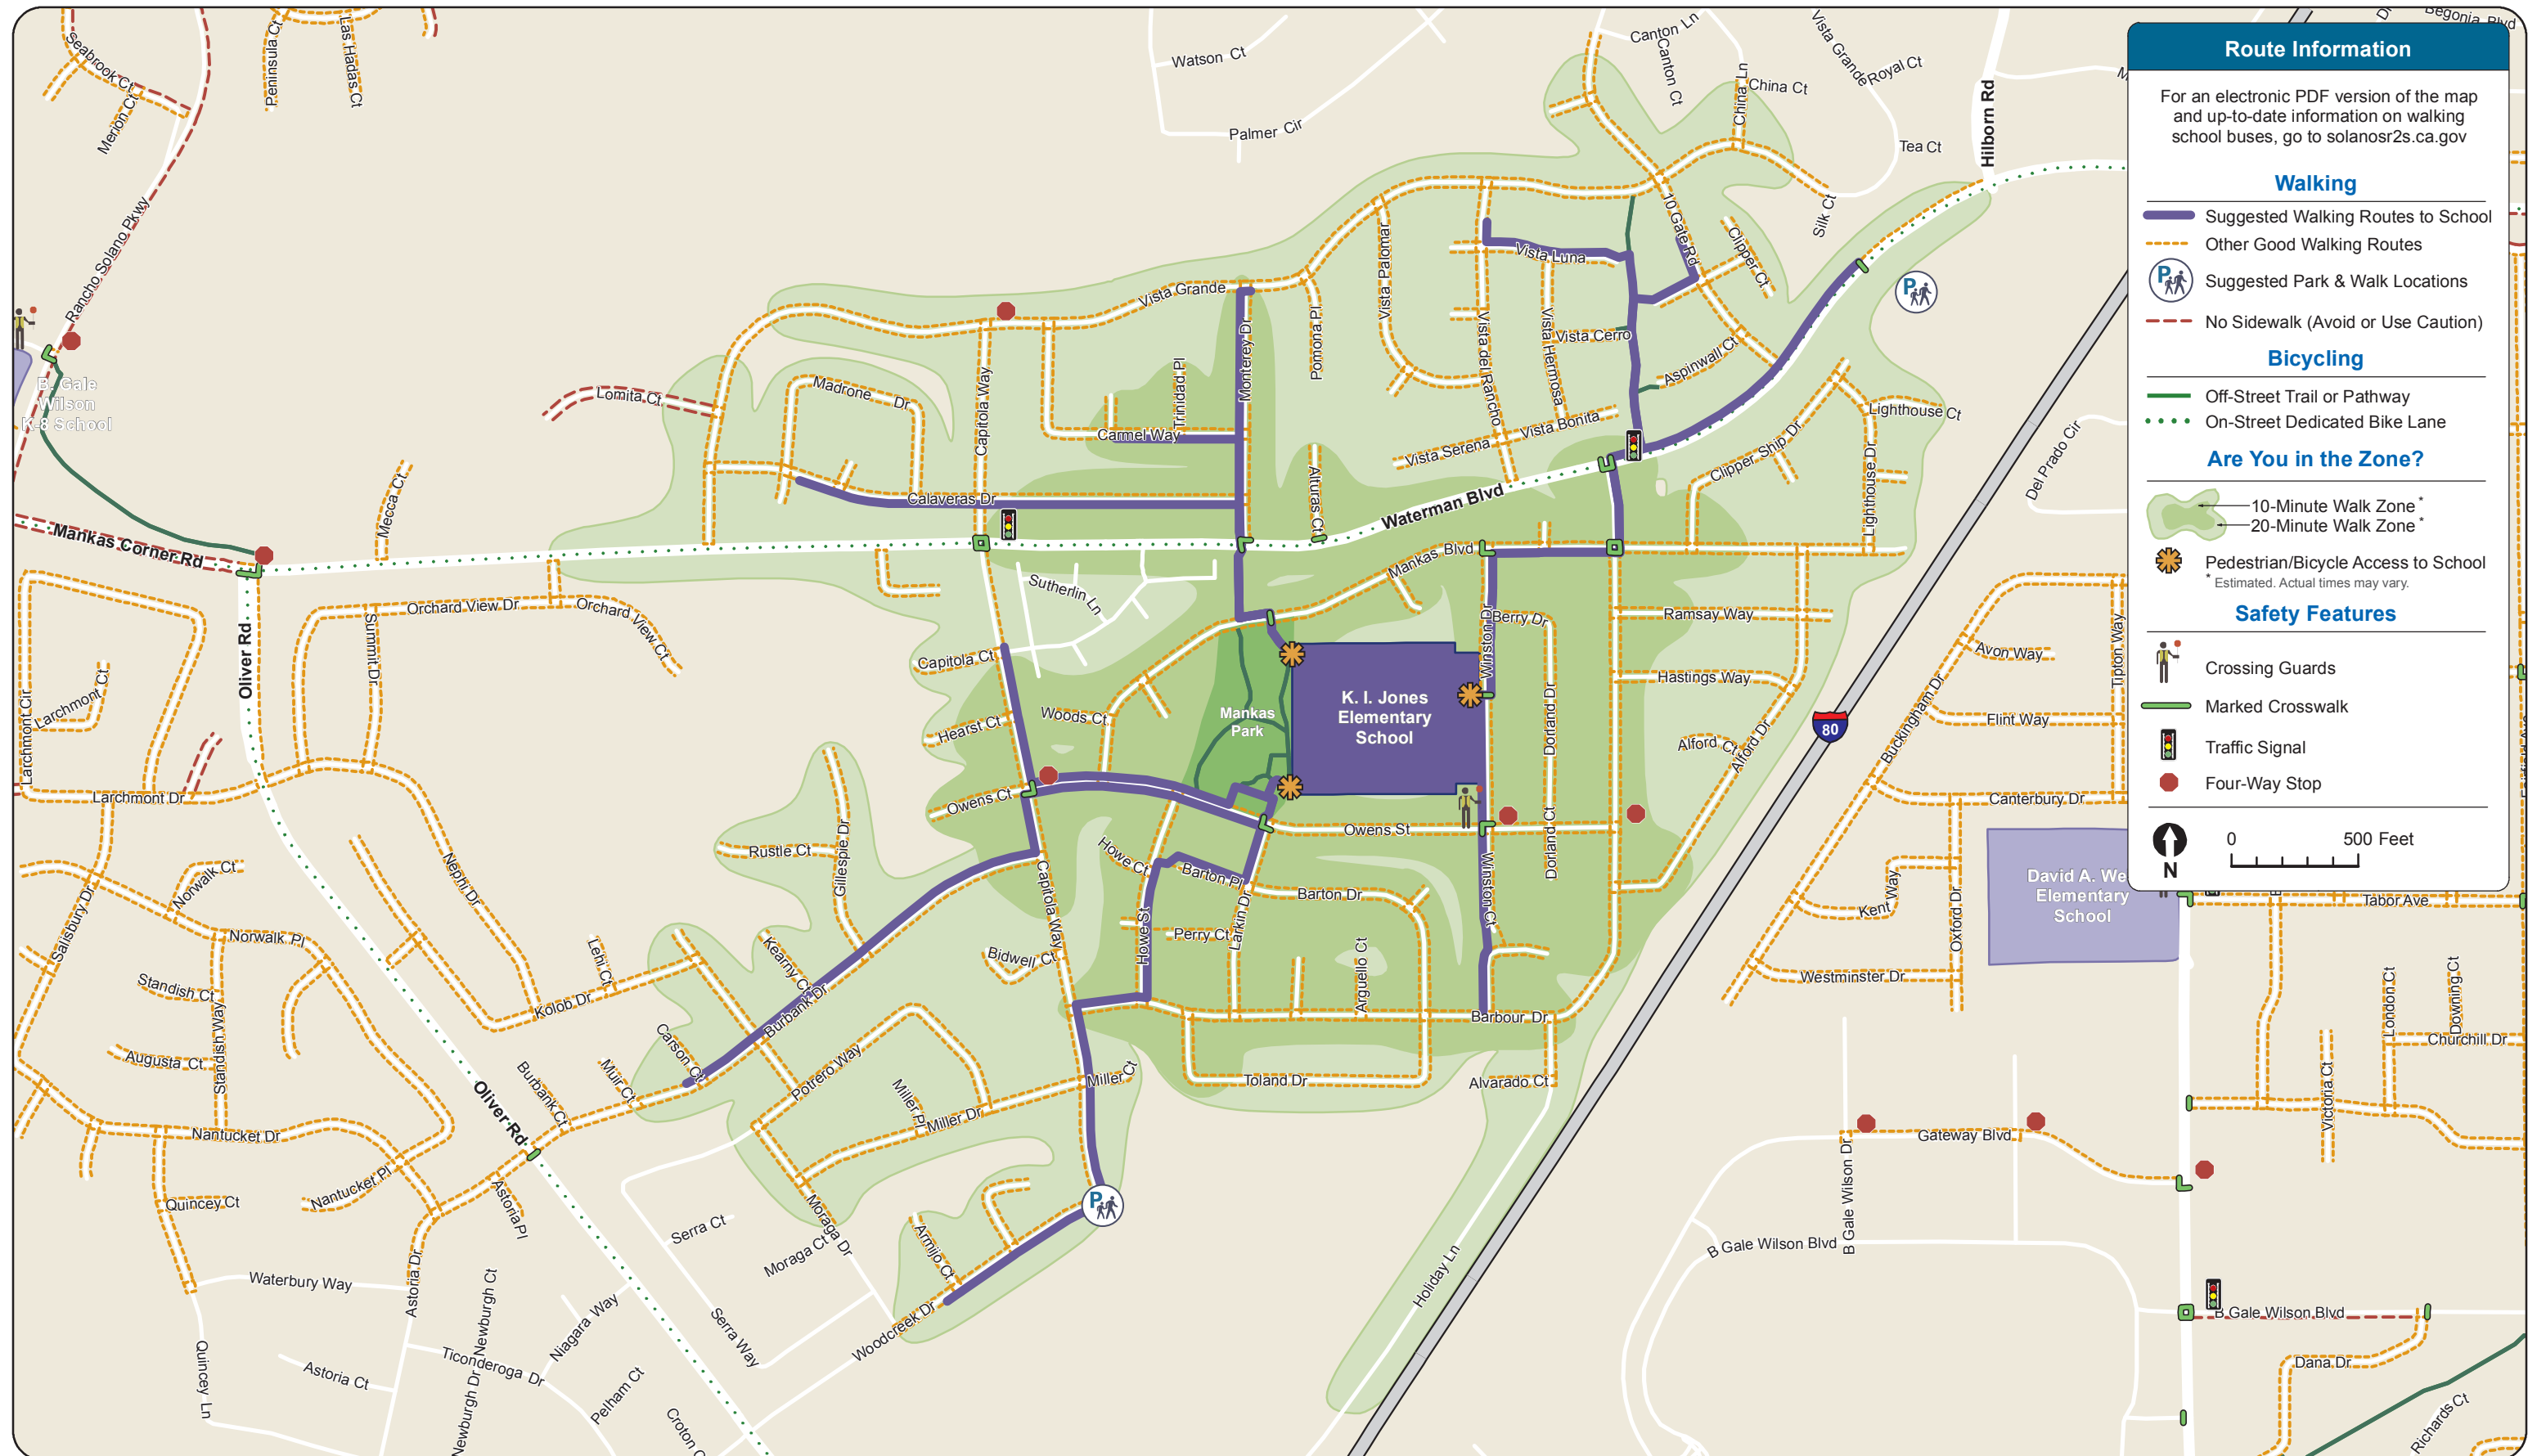 Route Information
For an electronic PDF version of the map
and up-to-date information on walking
school buses, go to solanosr2s.ca.gov
Walking
Suggested Walking Routes to School
Other Good Walking Routes
P
Suggested Park & Walk Locations
No Sidewalk (Avoid or Use Caution)
Bicycling
Off-Street Trail or Pathway
On-Street Dedicated Bike Lane
Are You in the Zone?
10-Minute Walk Zone *
20-Minute Walk Zone *
Pedestrian/Bicycle Access to School
* Estimated. Actual times may vary.
Safety Features
Crossing Guards
Marked Crosswalk
Traffic Signal
Four-Way Stop
N
0 500 Feet
Seabrook Ct
Merion Ct
Peninsula Ct
Las Hadas Ct
Watson Ct
Palmer Cir
Canton Ln
Canton Ct
China Ln
China Ct
Vista Grande
Royal Ct
Tea Ct
Silk Ct
Hilborn Rd
Begonia Blvd
Rancho Solano Pkwy
B. Gale
Wilson
K-8 School
Lomita Ct
Madrone Dr
Capitola Way
Vista Grande
Trinidad Pl
Monterey Dr
Pomona Pl
Vista Palomar
Vista Luna
10 Gate Rd
Clipper Ct
Vista del Rancho
Vista Hermosa
Vista Cerro
Aspinwall Ct
Lighthouse Ct
Carmel Way
Vista Serena
Vista Bonita
Clipper Ship Dr
Lighthouse Dr
Del Prado Cir
Mecca Ct
Calaveras Dr
Alturas Ct
Waterman Blvd
Mankas Corner Rd
Mankas Blvd
Sutherlin Ln
Orchard View Dr
Orchard View Ct
Summit Dr
Oliver Rd
Berry Dr
Ramsay Way
Winston Dr
Capitola Ct
Hastings Way
Avon Way
Tipton Way
Larchmont Ct
Larchmont Cir
Woods Ct
Hearst Ct
Mankas
Park
K. I. Jones
Elementary
School
Dorland Dr
Alford Ct
Alford Dr
80
Buckingham Dr
Flint Way
Larchmont Dr
Owens Ct
Canterbury Dr
Owens St
Dorland Ct
Rustle Ct
Gillespie Dr
Howe Ct
Barton Pl
Barton Dr
Winston Ct
Norwalk Ct
Nephi Dr
Kent Way
Oxford Dr
David A. We
Elementary
School
Tabor Ave
Salisbury Dr
Norwalk Pl
Capitola Way
Howe St
Perry Ct
Larkin Dr
Bidwell Ct
Arguello Ct
Kearny Ct
Lehi Ct
Kolob Dr
Burbank Dr
Standish Ct
Standish Way
Westminster Dr
London Ct
Downing Ct
Barbour Dr
Churchill Dr
Carson Ct
Potrero Way
Augusta Ct
Muir Ct
Burbank Ct
Miller Ct
Toland Dr
Alvarado Ct
Victoria Ct
Miller Pl
Miller Dr
Oliver Rd
Nantucket Dr
Gateway Blvd
B Gale Wilson Dr
Nantucket Pl
Quincey Ct
Astoria Pl
Serra Ct
Moraga Dr
Moraga Ct
Armijo Ct
B Gale Wilson Blvd
P
Holiday Ln
Waterbury Way
Astoria Dr
Newburgh Ct
Niagara Way
Serra Way
Woodcreek Dr
B Gale Wilson Blvd
Quincey Ln
Astoria Ct
Ticonderoga Dr
Newburgh Dr
Pelham Ct
Dana Dr
Richards Ct
P